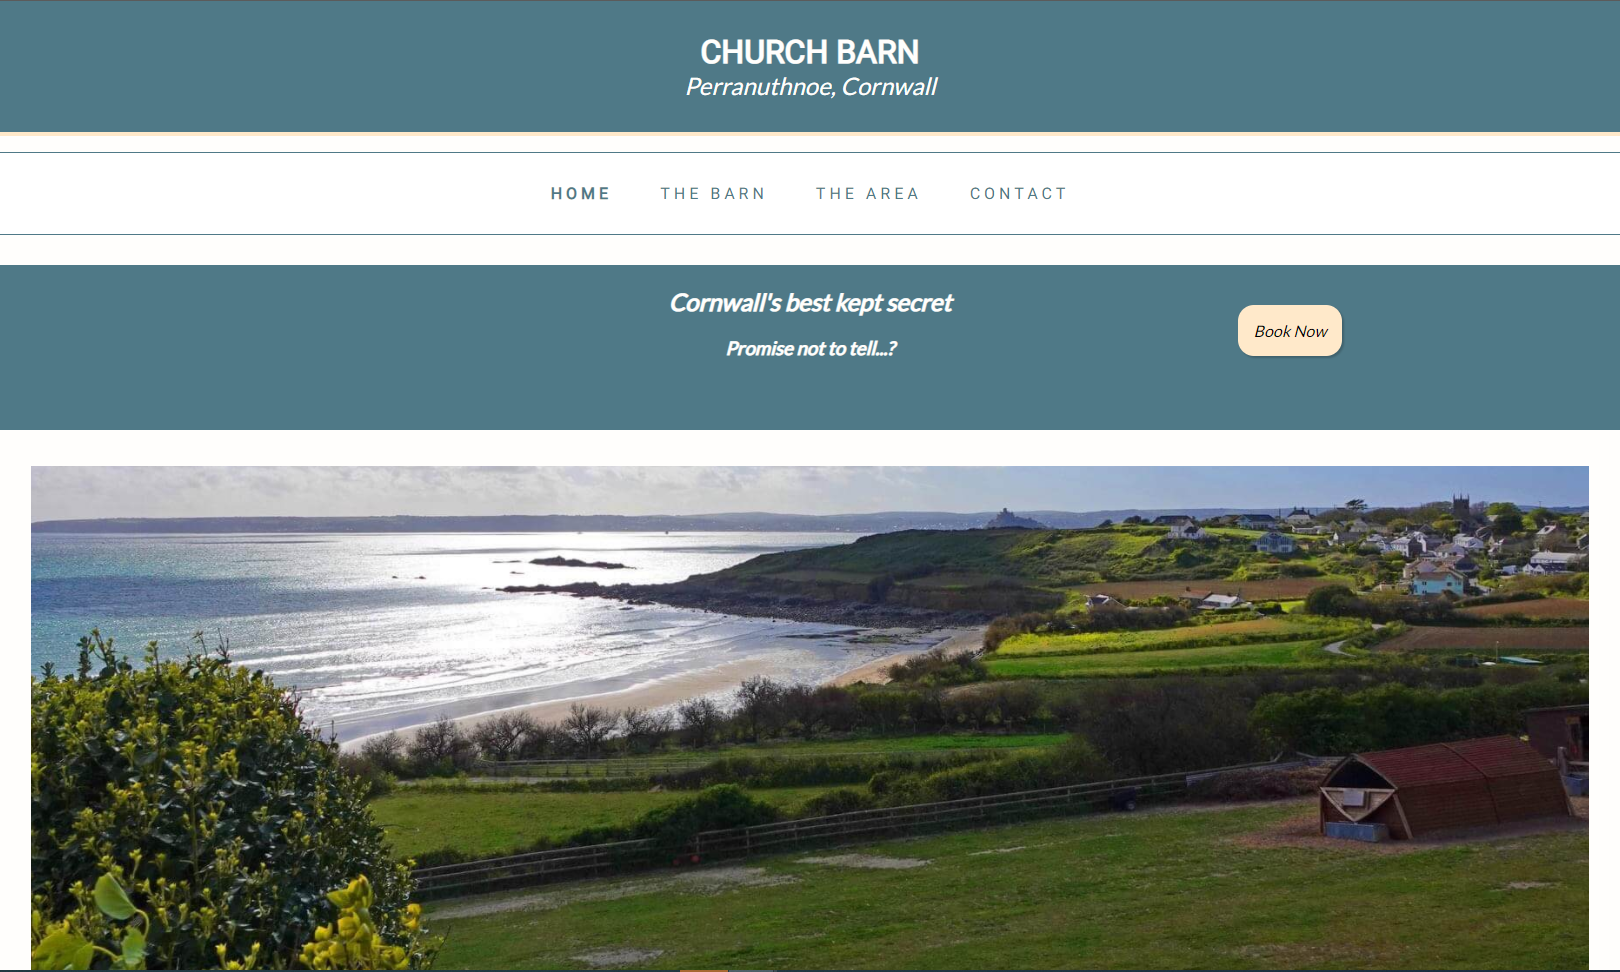 CHURCH BARN
Perranuthnoe, Cornwall
HOME THE BARN THE AREA CONTACT
Cornwall's best kept secret
Book Now
Promise not to tell...?